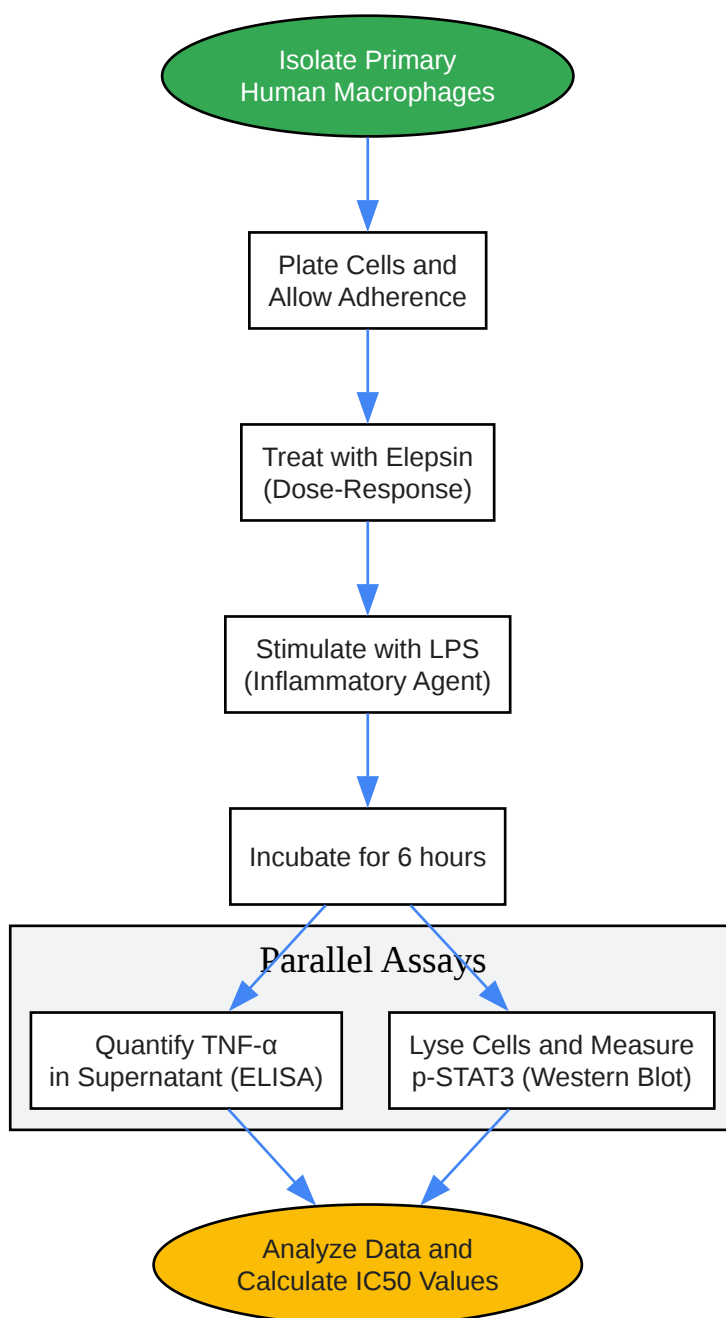 Isolate Primary
Human Macrophages
Plate Cells and
Allow Adherence
Treat with Elepsin
(Dose-Response)
Stimulate with LPS
(Inflammatory Agent)
Incubate for 6 hours
Parallel Assays
Quantify TNF-α
in Supernatant (ELISA)
Lyse Cells and Measure
p-STAT3 (Western Blot)
Analyze Data and
Calculate IC50 Values